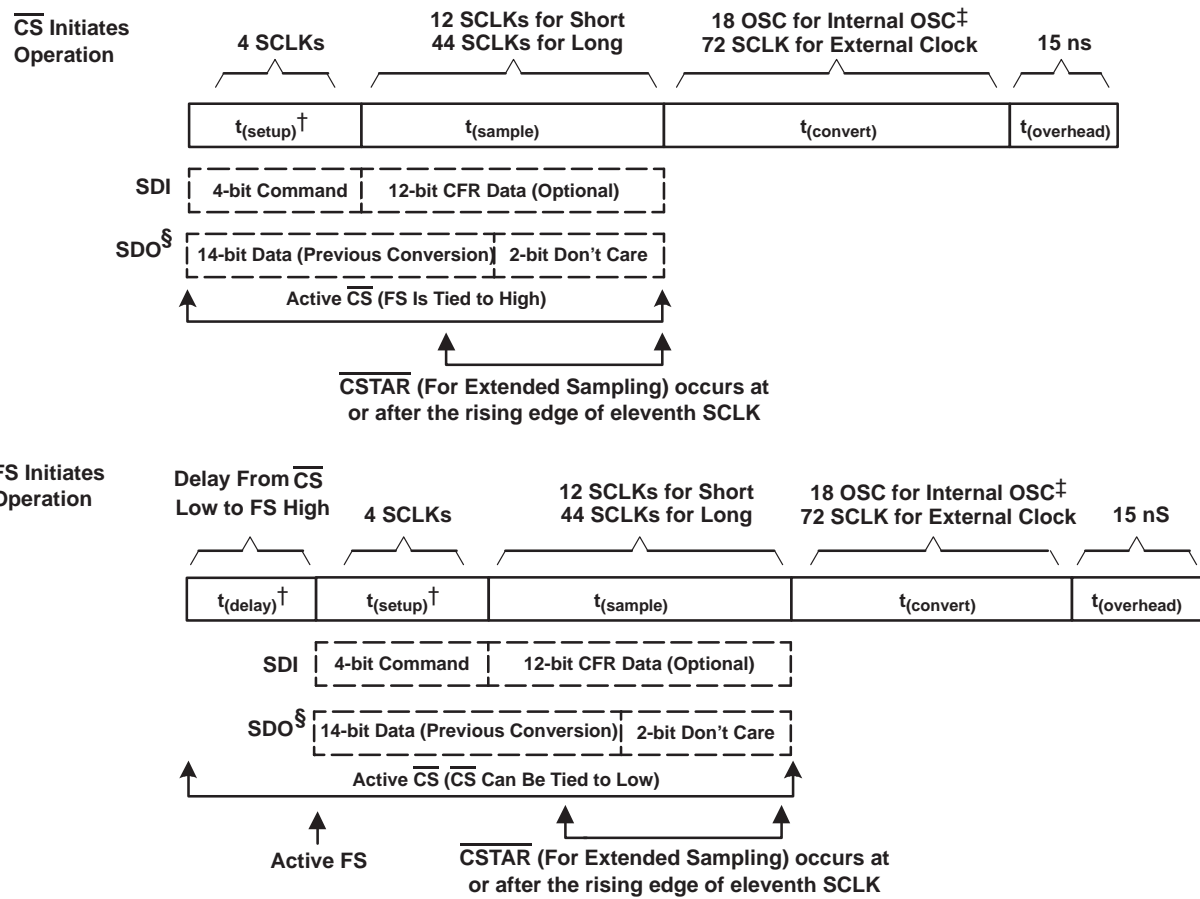 CS Initiates
Operation
4 SCLKs
12 SCLKs for Short
44 SCLKs for Long
18 OSC for Internal OSC‡
72 SCLK for External Clock
15 ns
t(setup)†
t(sample)
t(convert)
t(overhead)
SDI
4-bit Command
12-bit CFR Data (Optional)
SDO§
14-bit Data (Previous Conversion)
2-bit Don't Care
Active CS (FS Is Tied to High)
CSTAR (For Extended Sampling) occurs at
or after the rising edge of eleventh SCLK
FS Initiates
Operation
Delay From CS
Low to FS High
4 SCLKs
12 SCLKs for Short
44 SCLKs for Long
18 OSC for Internal OSC‡
72 SCLK for External Clock
15 nS
t(delay)†
t(setup)†
t(sample)
t(convert)
t(overhead)
SDI
4-bit Command
12-bit CFR Data (Optional)
SDO§
14-bit Data (Previous Conversion)
2-bit Don't Care
Active CS (CS Can Be Tied to Low)
Active FS
CSTAR (For Extended Sampling) occurs at
or after the rising edge of eleventh SCLK